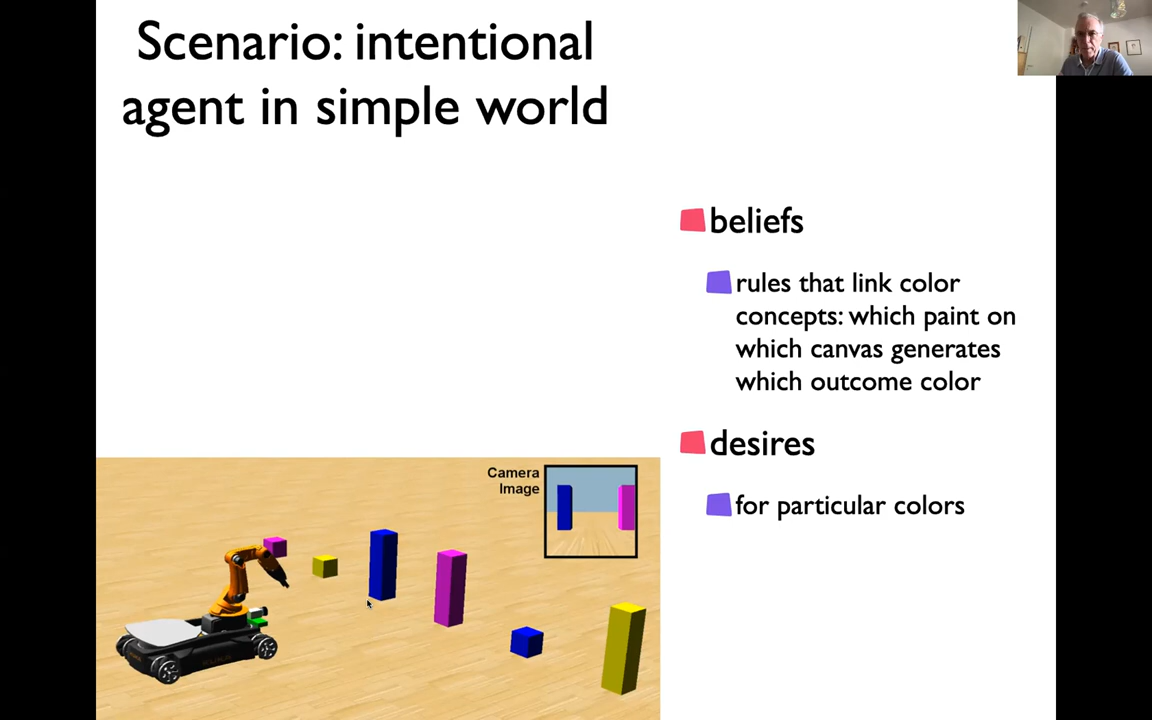 Scenario: intentional
agent in simple world
beliefs
rules that link color
concepts: which paint on
which canvas generates
which outcome color
desires
for particular colors
Camera
Image